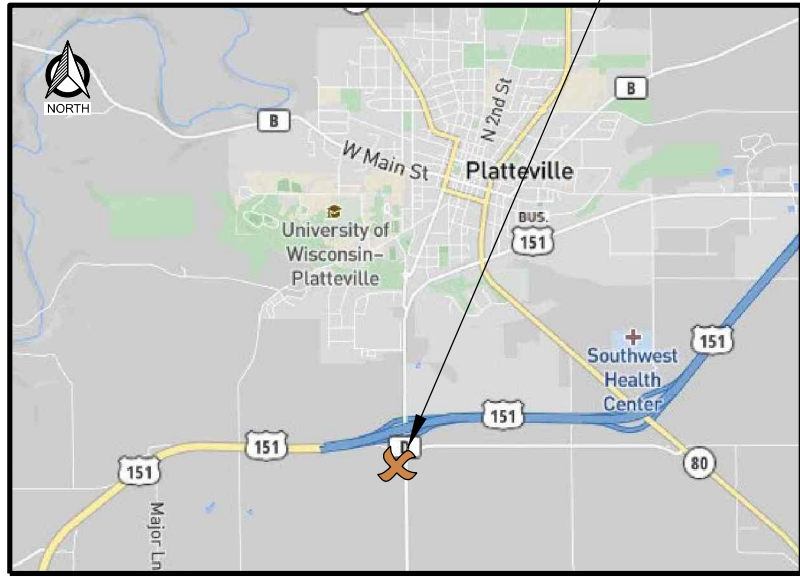 NORTH
B
B
N 2nd St
W Main St
Platteville
BUS.
151
University of
Wisconsin–
Platteville
Southwest
Health
Center
151
151
151
151
D
80
Major Ln